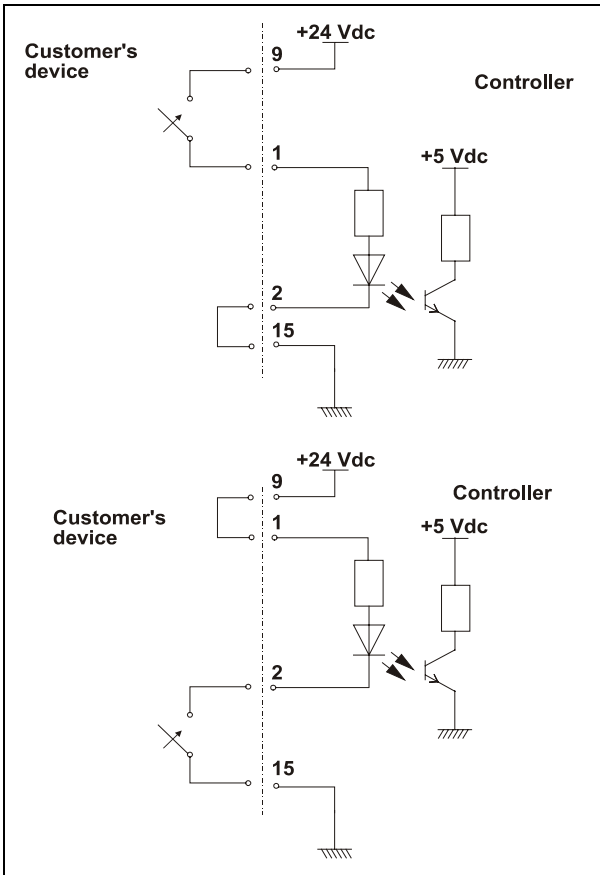 +24 Vdc
Customer's
device
9
Controller
1
+5 Vdc
2
15
+24 Vdc
9
Controller
Customer's
device
1
+5 Vdc
2
15